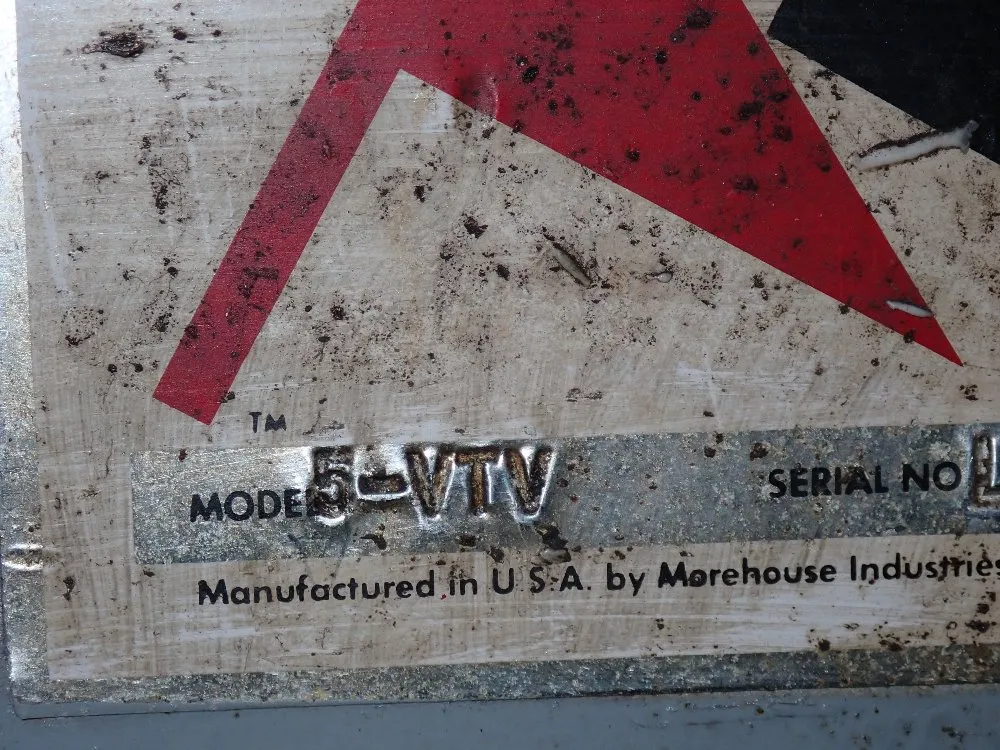 TM
MODEL 5-VTV SERIAL NO
Manufactured in U.S.A. by Morehouse Industries